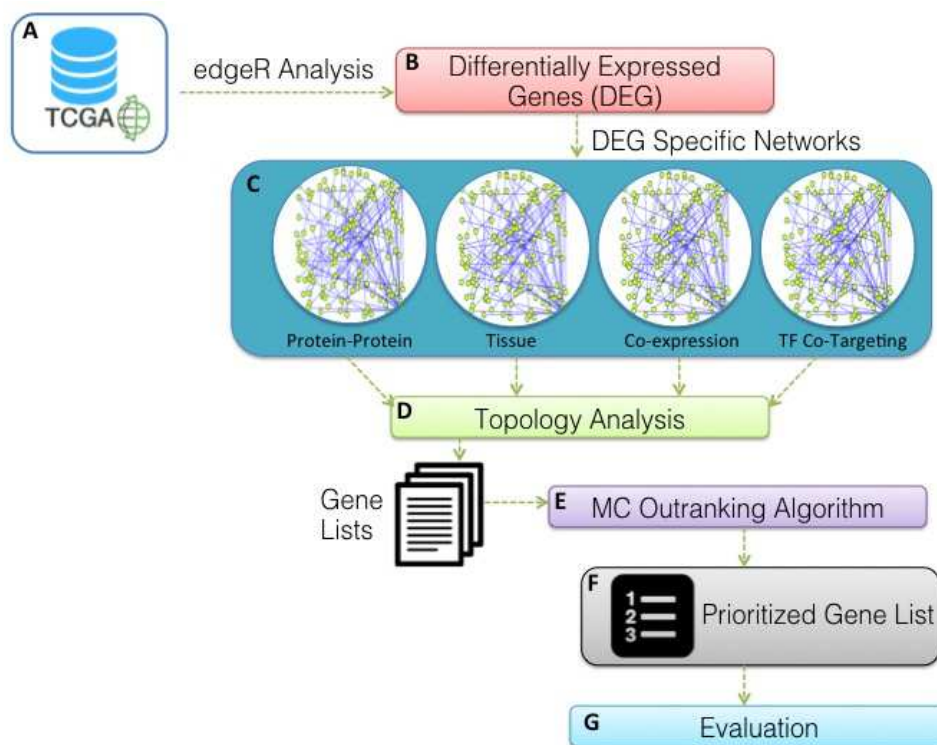 A
TCGA
edgeR Analysis
B
Differentially Expressed
Genes (DEG)
DEG Specific Networks
C
Protein-Protein
Tissue
Co-expression
TF Co-Targeting
D
Topology Analysis
Gene
Lists
E
MC Outranking Algorithm
F
1
2
3
Prioritized Gene List
G
Evaluation